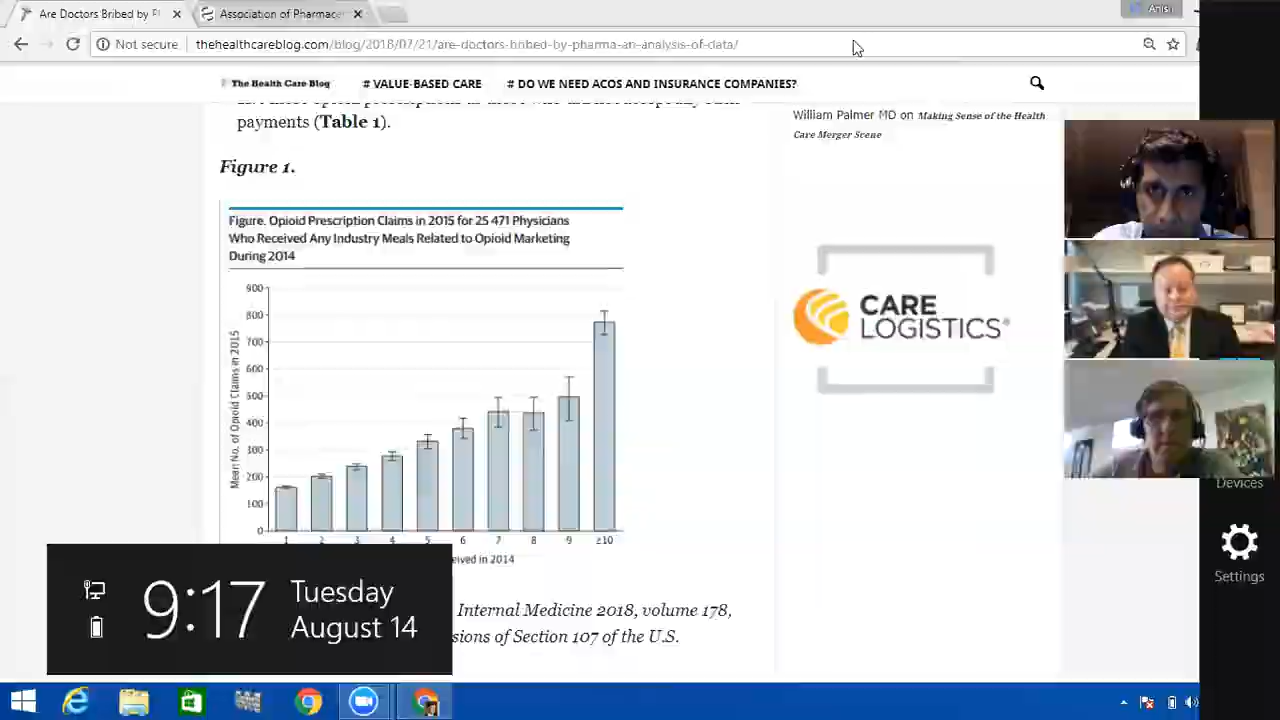 Are Doctors Bribed by Pl
Association of Pharmace
Anish
Not secure
thehealthcareblog.com/blog/2018/07/21/are-doctors-bribed-by-pharma-an-analysis-of-data/
The Health Care Blog
# VALUE-BASED CARE
# DO WE NEED ACOS AND INSURANCE COMPANIES?
payments (Table 1).
William Palmer MD on Making Sense of the Health
Care Merger Scene
Figure 1.
Figure. Opioid Prescription Claims in 2015 for 25 471 Physicians
Who Received Any Industry Meals Related to Opioid Marketing
During 2014
Mean No. of Opioid Claims in 2015
900
800
700
600
500
400
300
200
100
0
1 2 3 4 5 6 7 8 9 ≥10
ceived in 2014
CARE
LOGISTICS®
Internal Medicine 2018, volume 178,
sions of Section 107 of the U.S.
9:17
Tuesday
August 14
Devices
Settings